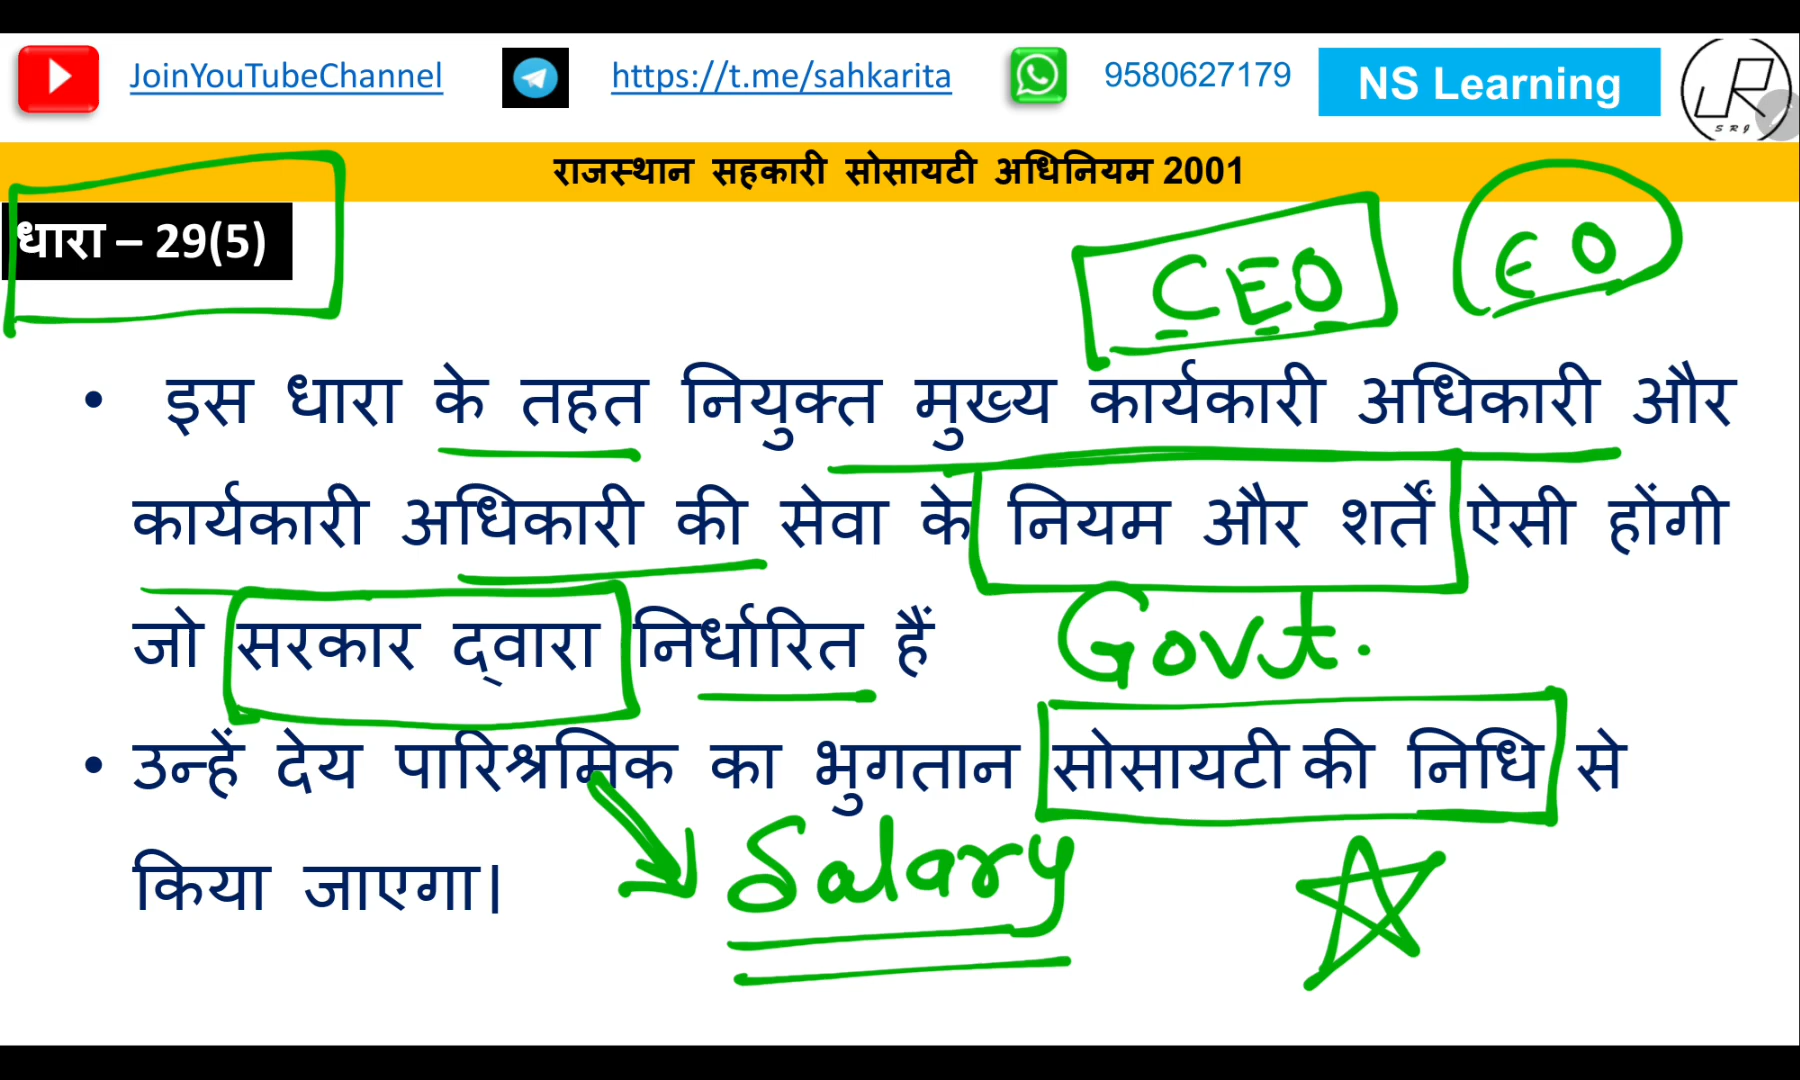 JoinYouTubeChannel https://t.me/sahkarita 9580627179 NS Learning
S R J
राजस्थान सहकारी सोसायटी अधिनियम 2001
धारा – 29(5)
CEO EO
• इस धारा के तहत नियुक्त मुख्य कार्यकारी अधिकारी और
कार्यकारी अधिकारी की सेवा के नियम और शर्तें ऐसी होंगी
जो सरकार द्वारा निर्धारित हैं Govt.
• उन्हें देय पारिश्रमिक का भुगतान सोसायटी की निधि से
किया जाएगा।
Salary